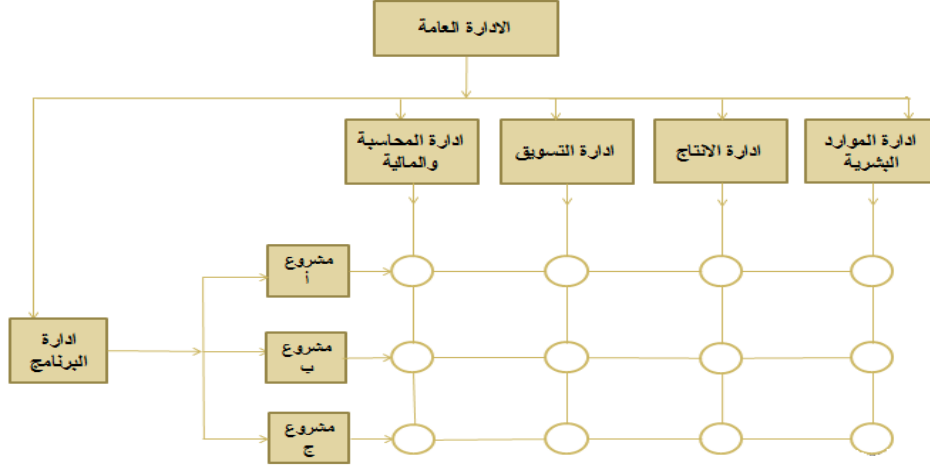 الادارة العامة
ادارة الموارد
البشرية
ادارة الانتاج
ادارة التسويق
ادارة المحاسبة
والمالية
مشروع
أ
ادارة
البرنامج
مشروع
ب
مشروع
ج